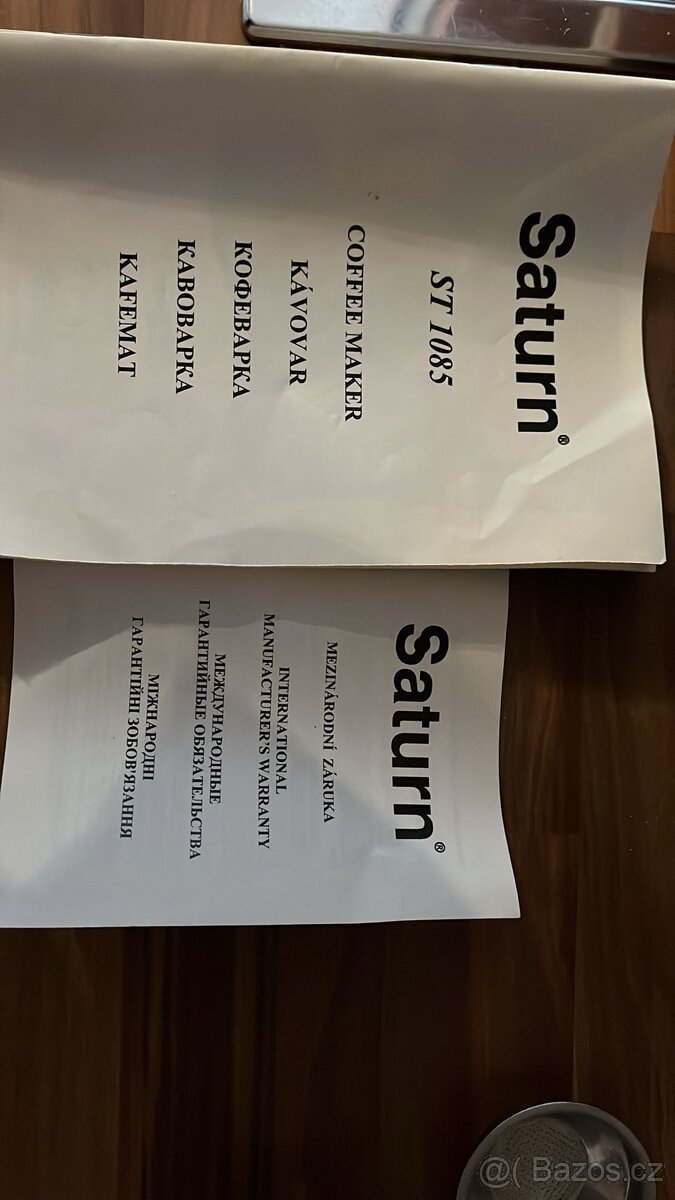 Saturn®
ST 1085
COFFEE MAKER
KÁVOVAR
КОФЕВАРКА
КАВОВАРКА
KAFEMAT
Saturn®
MEZINÁRODNÍ ZÁRUKA
INTERNATIONAL
MANUFACTURER'S WARRANTY
МЕЖДУНАРОДНЫЕ
ГАРАНТИЙНЫЕ ОБЯЗАТЕЛЬСТВА
МІЖНАРОДНІ
ГАРАНТІЙНІ ЗОБОВ'ЯЗАННЯ
@( Bazos.cz